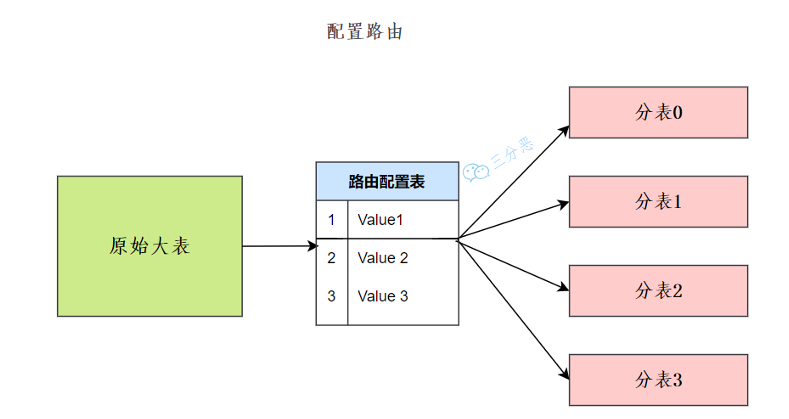 配置路由
原始大表
路由配置表
1 Value1
2 Value 2
3 Value 3
三分恶
分表0
分表1
分表2
分表3